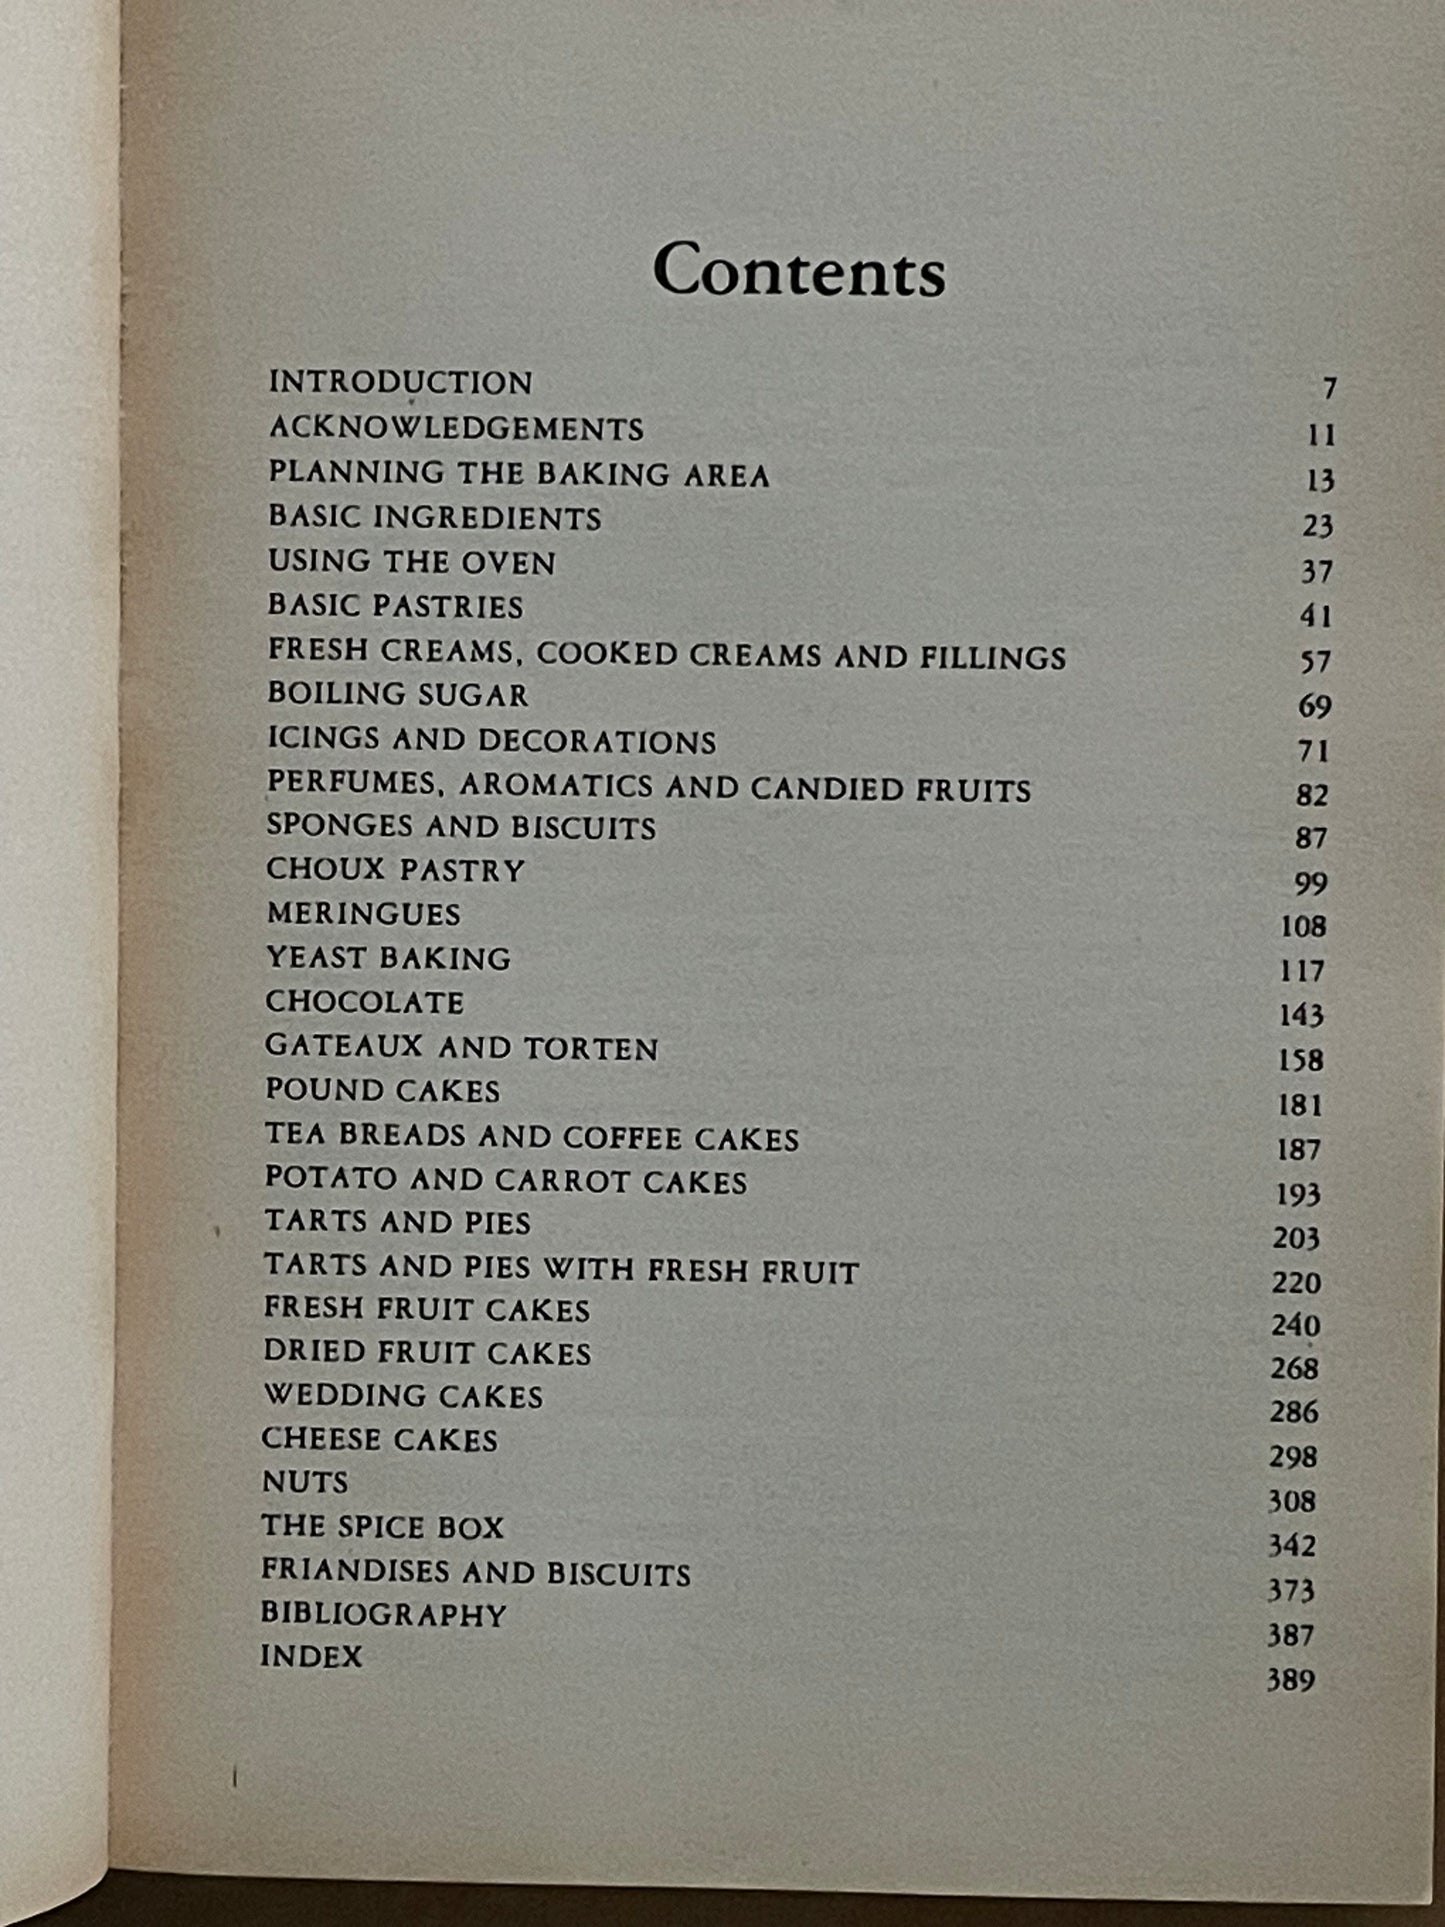 Contents
INTRODUCTION 7
ACKNOWLEDGEMENTS 11
PLANNING THE BAKING AREA 13
BASIC INGREDIENTS 23
USING THE OVEN 37
BASIC PASTRIES 41
FRESH CREAMS, COOKED CREAMS AND FILLINGS 57
BOILING SUGAR 69
ICINGS AND DECORATIONS 71
PERFUMES, AROMATICS AND CANDIED FRUITS 82
SPONGES AND BISCUITS 87
CHOUX PASTRY 99
MERINGUES 108
YEAST BAKING 117
CHOCOLATE 143
GATEAUX AND TORTEN 158
POUND CAKES 181
TEA BREADS AND COFFEE CAKES 187
POTATO AND CARROT CAKES 193
TARTS AND PIES 203
TARTS AND PIES WITH FRESH FRUIT 220
FRESH FRUIT CAKES 240
DRIED FRUIT CAKES 268
WEDDING CAKES 286
CHEESE CAKES 298
NUTS 308
THE SPICE BOX 342
FRIANDISES AND BISCUITS 373
BIBLIOGRAPHY 387
INDEX 389